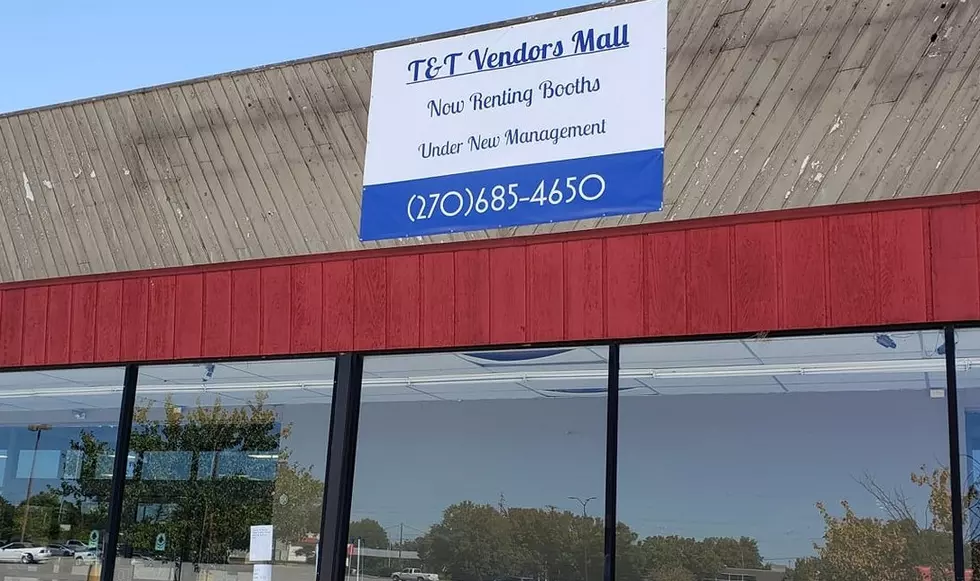 T&T Vendors Mall
Now Renting Booths
Under New Management
(270)685-4650